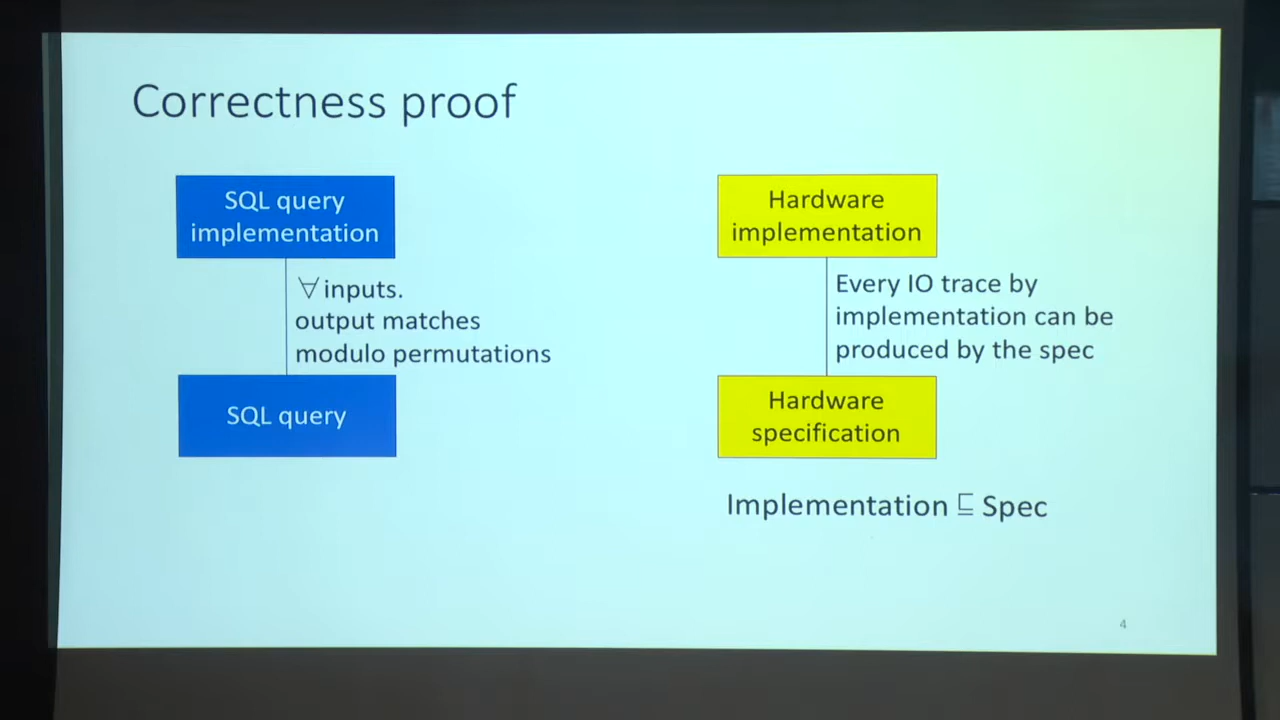 Correctness proof
SQL query
implementation
∀ inputs.
output matches
modulo permutations
SQL query
Hardware
implementation
Every IO trace by
implementation can be
produced by the spec
Hardware
specification
Implementation ⊑ Spec
4